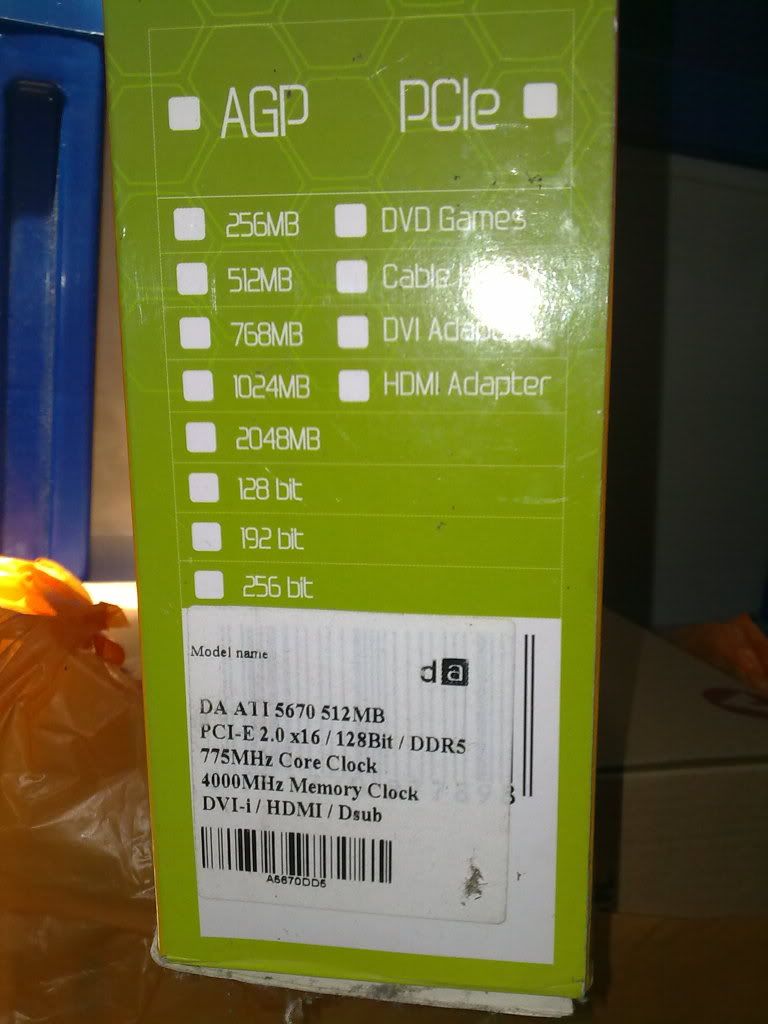 AGP PCIe
256MB DVD Games
512MB Cable
768MB DVI
1024MB HDMI Adapter
2048MB
128 bit
192 bit
256 bit
Model name
da
DA ATI 5670 512MB
PCI-E 2.0 x16 / 128Bit / DDR5
775MHz Core Clock
4000MHz Memory Clock
DVI-i / HDMI / Dsub
A5670DD5